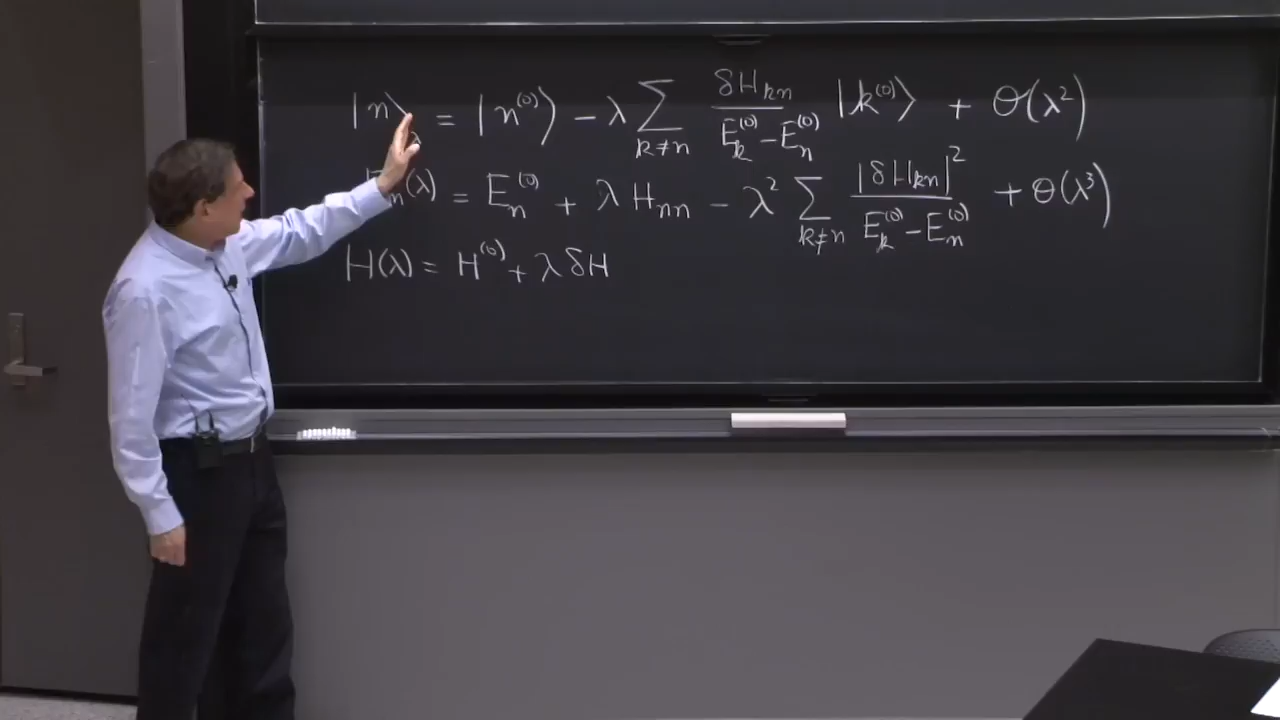 |n⟩_λ = |n^(0)⟩ − λ Σ_{k≠n} δH_kn / (E_k^(0) − E_n^(0)) |k^(0)⟩ + O(λ²)
E_n(λ) = E_n^(0) + λ H_nn − λ² Σ_{k≠n} |δH_kn|² / (E_k^(0) − E_n^(0)) + O(λ³)
H(λ) = H^(0) + λ δH